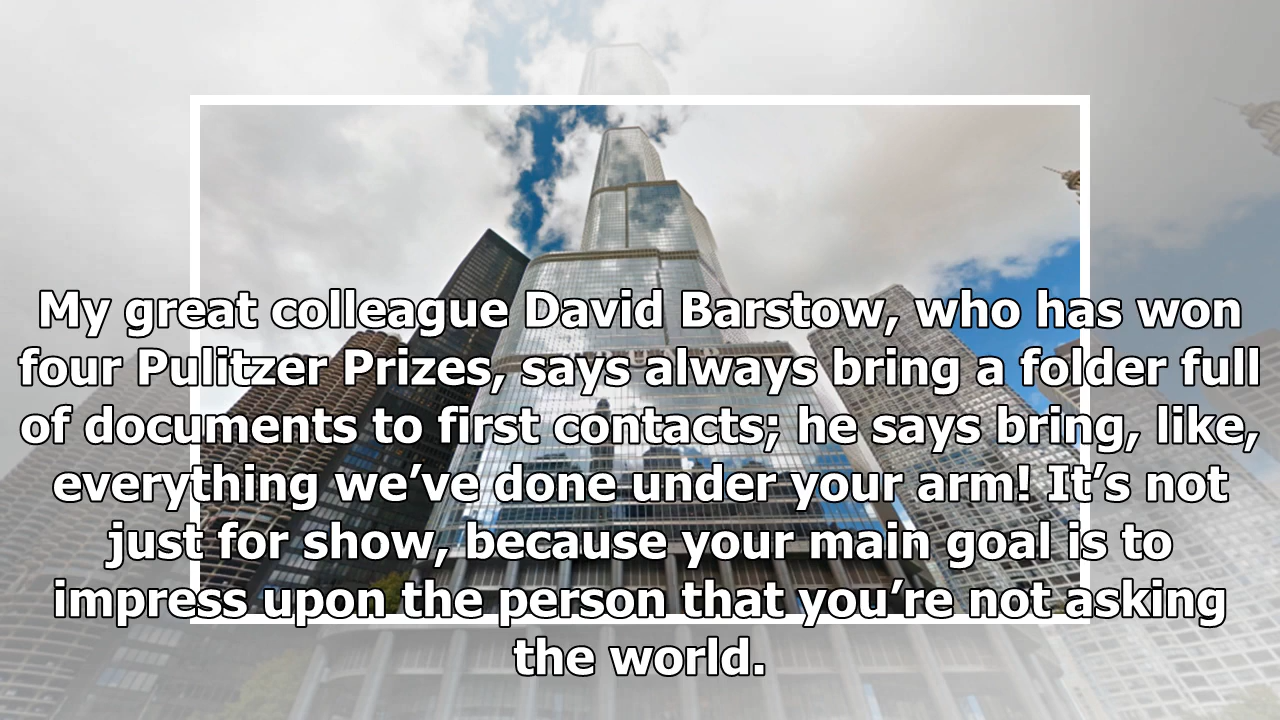 My great colleague David Barstow, who has won
four Pulitzer Prizes, says always bring a folder full
of documents to first contacts; he says bring, like,
everything we’ve done under your arm! It’s not
just for show, because your main goal is to
impress upon the person that you’re not asking
the world.